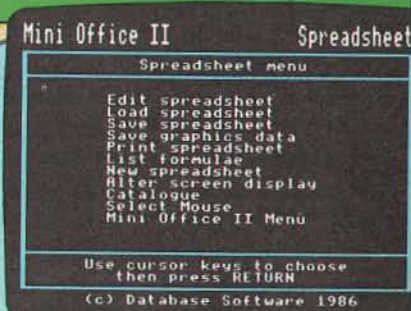 Mini Office II Spreadsheet
Spreadsheet menu
Edit spreadsheet
Load spreadsheet
Save spreadsheet
Save graphics data
Print spreadsheet
List formulae
New spreadsheet
Alter screen display
Catalogue
Select Mouse
Mini Office II Menu
Use cursor keys to choose
then press RETURN
(c) Database Software 1986